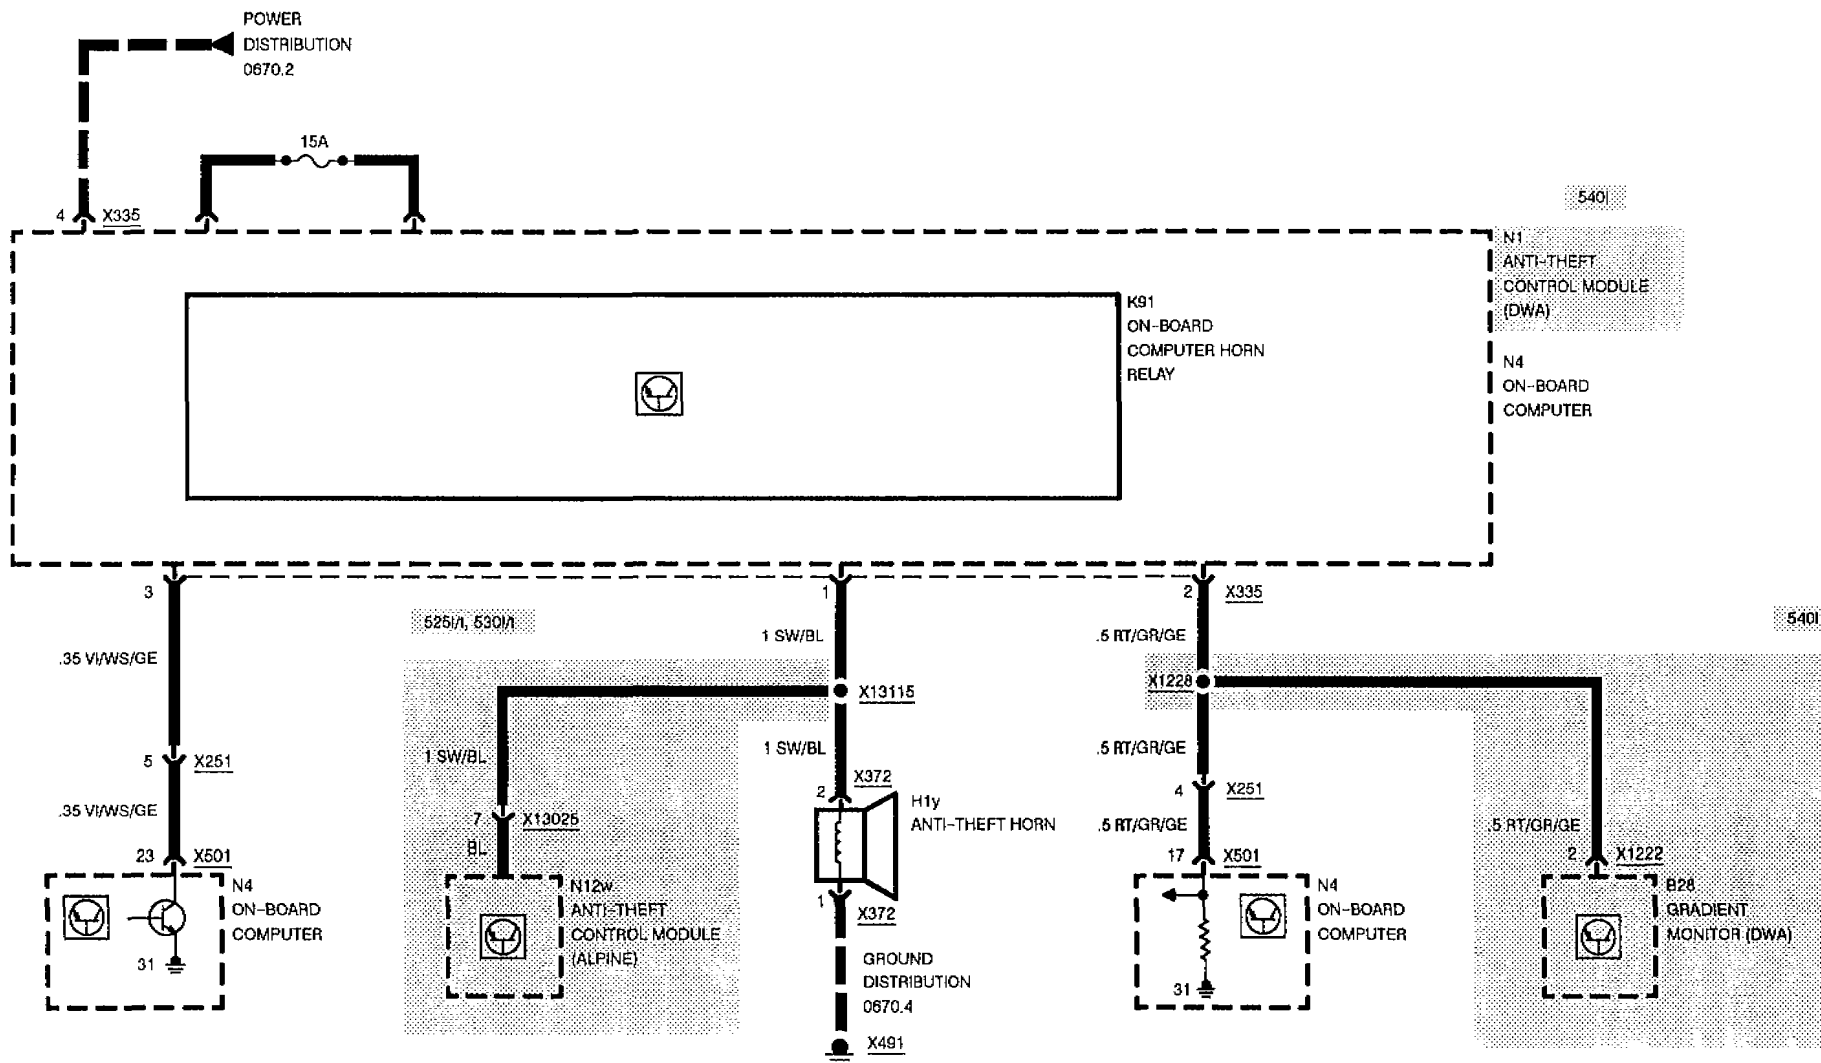 POWER
DISTRIBUTION
0670.2
15A
4 X335
540I
N1
ANTI-THEFT
CONTROL MODULE
(DWA)
K91
ON-BOARD
COMPUTER HORN
RELAY
N4
ON-BOARD
COMPUTER
3
1
2 X335
525I/t, 530I/t
540I
1 SW/BL
.5 RT/GR/GE
.35 VI/WS/GE
X13115
X1228
1 SW/BL
1 SW/BL
.5 RT/GR/GE
5 X251
X372
2
4 X251
.35 VI/WS/GE
7 X13025
H1y
ANTI-THEFT HORN
.5 RT/GR/GE
.5 RT/GR/GE
BL
23 X501
17 X501
2 X1222
N4
ON-BOARD
COMPUTER
31
N12w
ANTI-THEFT
CONTROL MODULE
(ALPINE)
1 X372
GROUND
DISTRIBUTION
0670.4
X491
N4
ON-BOARD
COMPUTER
31
B28
GRADIENT
MONITOR (DWA)